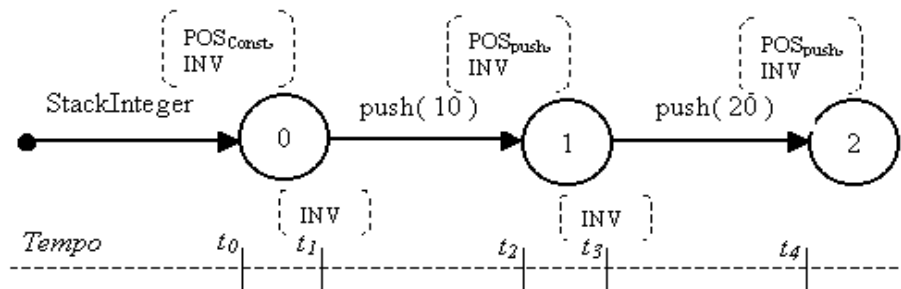 POSConst, POSpush, POSpush,
INV INV INV
StackInteger push( 10 ) push( 20 )
0 1 2
INV INV
Tempo t0 t1 t2 t3 t4